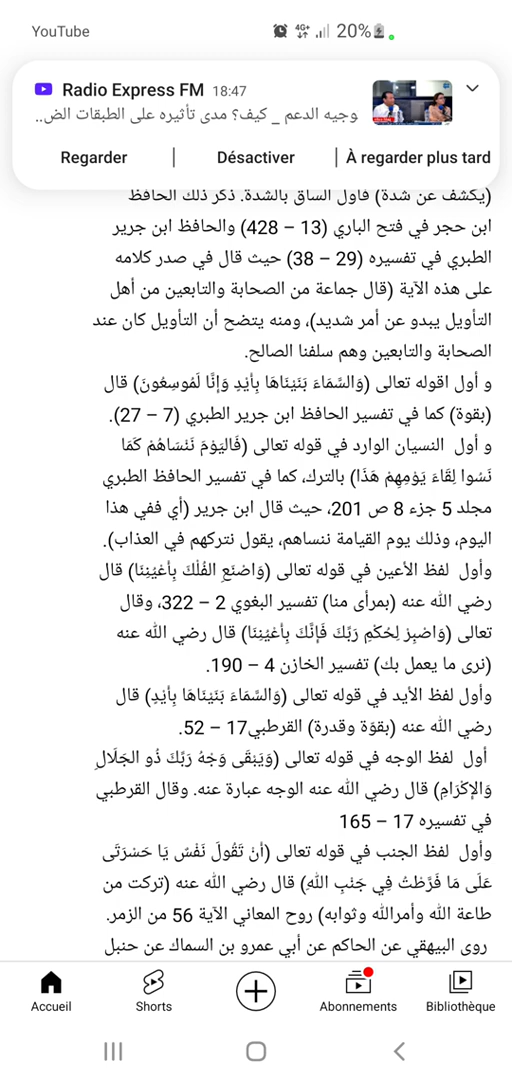 YouTube
4G+ 20%
Radio Express FM 18:47
وجيه الدعم _ كيف؟ مدى تأثيره على الطبقات الض..
Regarder | Désactiver | À regarder plus tard
(يكشف عن شدة) فأول الساق بالشدة. ذكر ذلك الحافظ
ابن حجر في فتح الباري (13 – 428) والحافظ ابن جرير
الطبري في تفسيره (29 – 38) حيث قال في صدر كلامه
على هذه الآية (قال جماعة من الصحابة والتابعين من أهل
التأويل يبدو عن أمر شديد)، ومنه يتضح أن التأويل كان عند
الصحابة والتابعين وهم سلفنا الصالح.
و أول اقوله تعالى (وَالسَّمَاءَ بَنَيْنَاهَا بِأَيْدٍ وَإِنَّا لَمُوسِعُونَ) قال
(بقوة) كما في تفسير الحافظ ابن جرير الطبري (7 – 27).
و أول النسيان الوارد في قوله تعالى (فَاليَوْمَ نَنْسَاهُمْ كَمَا
نَسُوا لِقَاءَ يَوْمِهِمْ هَذَا) بالترك، كما في تفسير الحافظ الطبري
مجلد 5 جزء 8 ص 201، حيث قال ابن جرير (أي ففي هذا
اليوم، وذلك يوم القيامة ننساهم، يقول نتركهم في العذاب).
وأول لفظ الأعين في قوله تعالى (وَاصْنَعِ الفُلْكَ بِأَعْيُنِنَا) قال
رضي الله عنه (بمرأى منا) تفسير البغوي 2 – 322، وقال
تعالى (وَاصْبِرْ لِحُكْمِ رَبِّكَ فَإِنَّكَ بِأَعْيُنِنَا) قال رضي الله عنه
(نرى ما يعمل بك) تفسير الخازن 4 – 190.
وأول لفظ الأيد في قوله تعالى (وَالسَّمَاءَ بَنَيْنَاهَا بِأَيْدٍ) قال
رضي الله عنه (بقوّة وقدرة) القرطبي17 – 52.
أول لفظ الوجه في قوله تعالى (وَيَبْقَى وَجْهُ رَبِّكَ ذُو الجَلَالِ
وَالإِكْرَامِ) قال رضي الله عنه الوجه عبارة عنه. وقال القرطبي
في تفسيره 17 – 165
وأول لفظ الجنب في قوله تعالى (أَنْ تَقُولَ نَفْسٌ يَا حَسْرَتَى
عَلَى مَا فَرَّطْتُ فِي جَنْبِ اللهِ) قال رضي الله عنه (تركت من
طاعة الله وأمرالله وثوابه) روح المعاني الآية 56 من الزمر.
روى البيهقي عن الحاكم عن أبي عمرو بن السماك عن حنبل
Accueil
Shorts
Abonnements
Bibliothèque